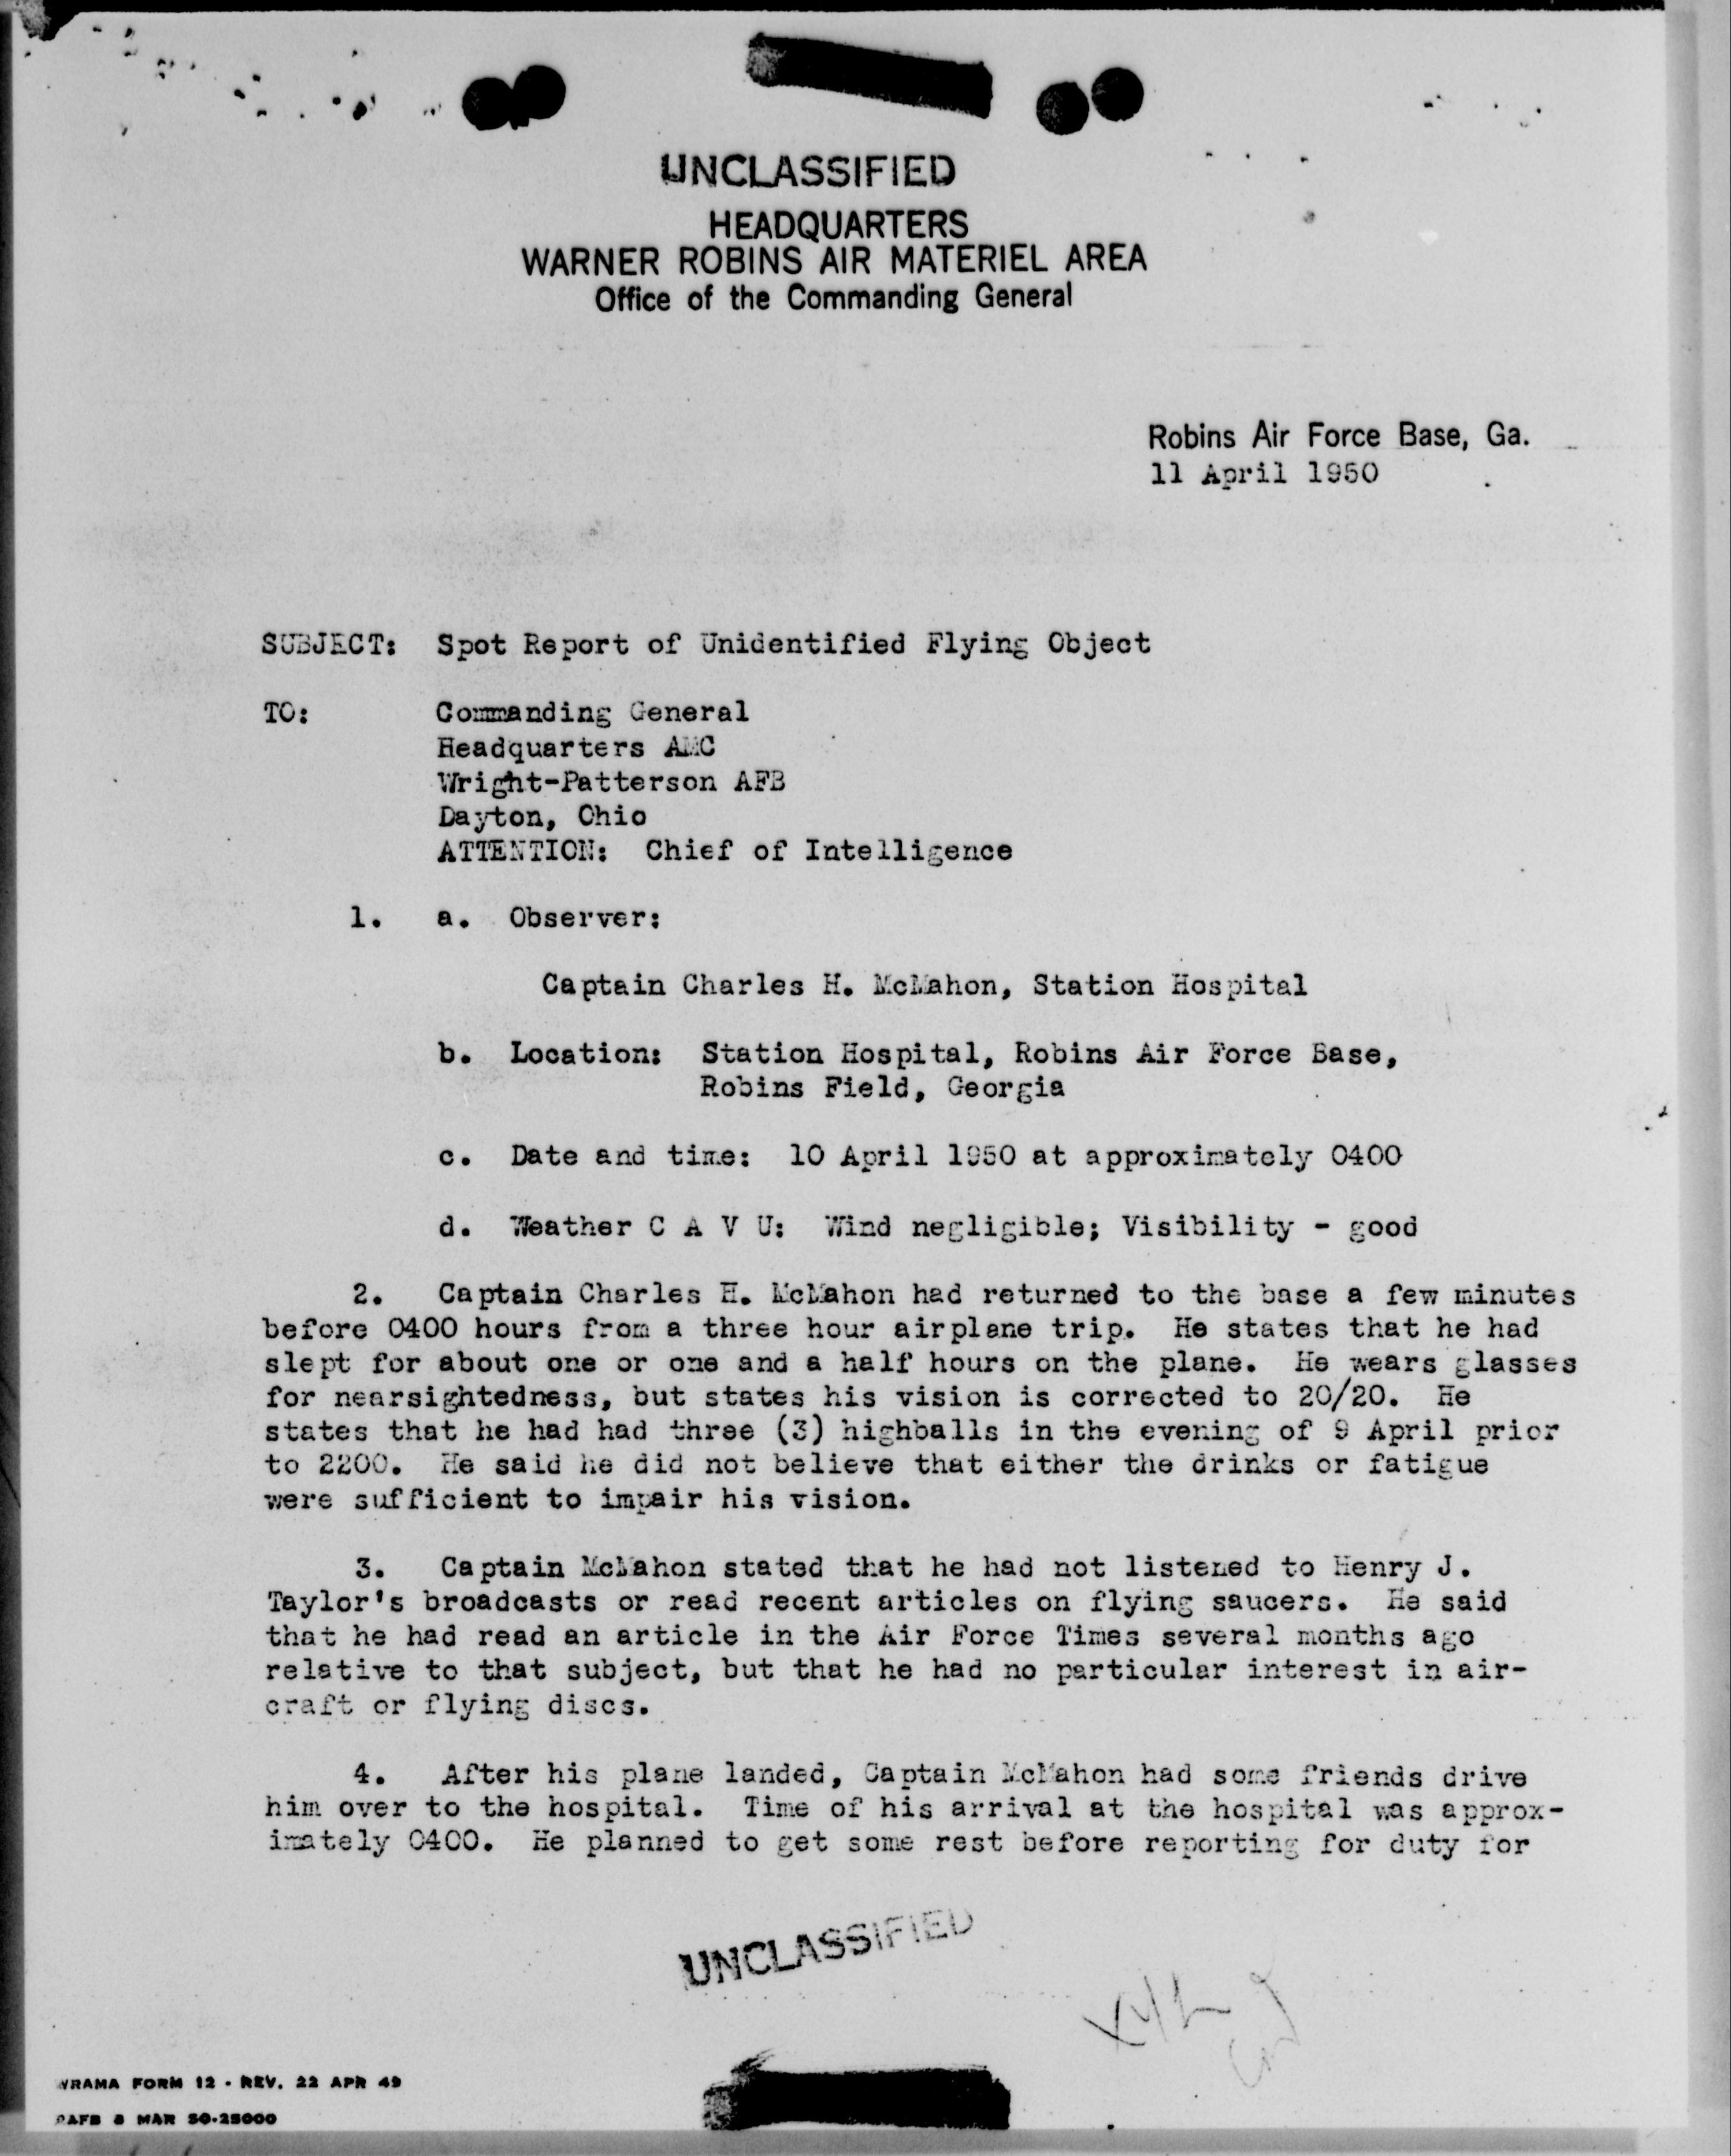 UNCLASSIFIED
HEADQUARTERS
WARNER ROBINS AIR MATERIEL AREA
Office of the Commanding General
Robins Air Force Base, Ga.
11 April 1950
SUBJECT: Spot Report of Unidentified Flying Object
TO: Commanding General
Headquarters AMC
Wright-Patterson AFB
Dayton, Ohio
ATTENTION: Chief of Intelligence
1. a. Observer:
Captain Charles H. McMahon, Station Hospital
b. Location: Station Hospital, Robins Air Force Base,
Robins Field, Georgia
c. Date and time: 10 April 1950 at approximately 0400
d. Weather C A V U: Wind negligible; Visibility - good
2. Captain Charles H. McMahon had returned to the base a few minutes
before 0400 hours from a three hour airplane trip. He states that he had
slept for about one or one and a half hours on the plane. He wears glasses
for nearsightedness, but states his vision is corrected to 20/20. He
states that he had had three (3) highballs in the evening of 9 April prior
to 2200. He said he did not believe that either the drinks or fatigue
were sufficient to impair his vision.
3. Captain McMahon stated that he had not listened to Henry J.
Taylor's broadcasts or read recent articles on flying saucers. He said
that he had read an article in the Air Force Times several months ago
relative to that subject, but that he had no particular interest in air-
craft or flying discs.
4. After his plane landed, Captain McMahon had some friends drive
him over to the hospital. Time of his arrival at the hospital was approx-
imately 0400. He planned to get some rest before reporting for duty for
UNCLASSIFIED
WRAMA FORM 12 - REV. 22 APR 49
RAFB 8 MAR 50-25000